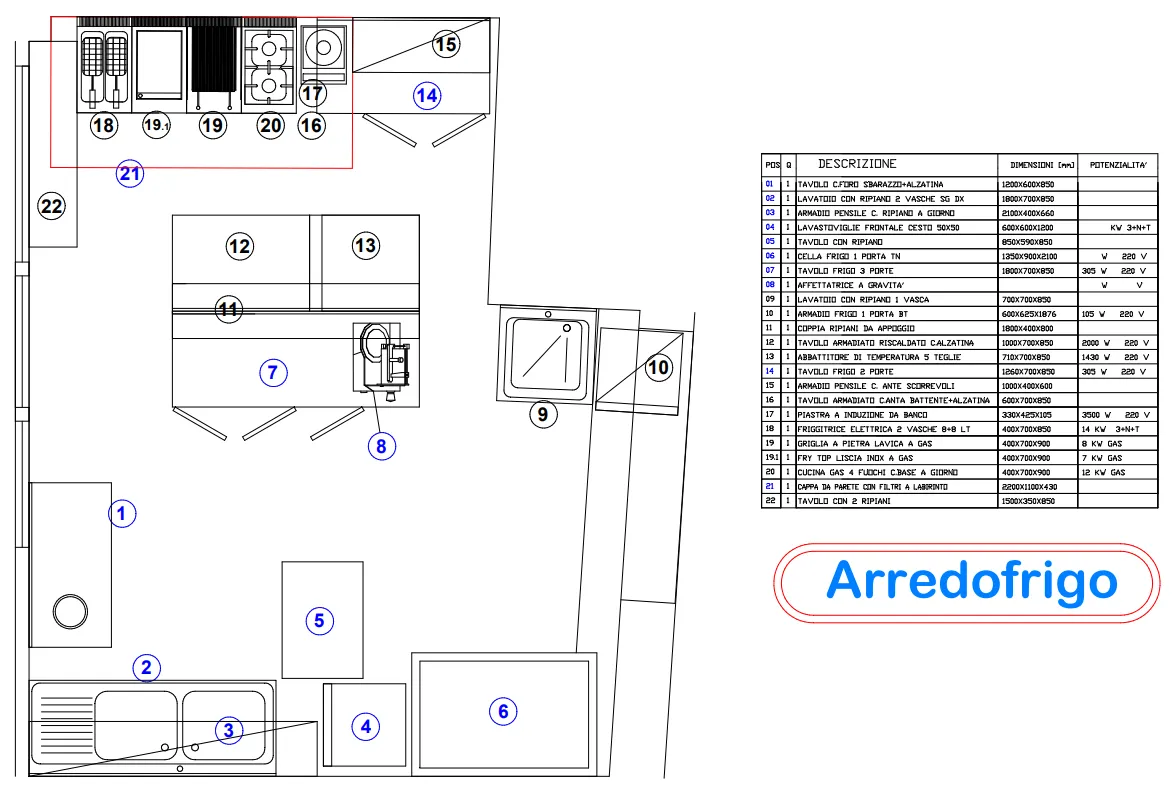 15
14
17
18
19.1
19
20
16
21
22
12
13
11
7
10
9
8
1
5
2
3
4
6
POS Q DESCRIZIONE DIMENSIONI [mm] POTENZIALITA'
01 1 TAVOLO C.FORO SBARAZZO+ALZATINA 1200X600X850
02 1 LAVATOIO CON RIPIANO 2 VASCHE SG DX 1800X700X850
03 1 ARMADIO PENSILE C. RIPIANO A GIORNO 2100X400X660
04 1 LAVASTOVIGLIE FRONTALE CESTO 50X50 600X600X1200 KW 3+N+T
05 1 TAVOLO CON RIPIANO 850X590X850
06 1 CELLA FRIGO 1 PORTA TN 1350X900X2100 W 220 V
07 1 TAVOLO FRIGO 3 PORTE 1800X700X850 305 W 220 V
08 1 AFFETTATRICE A GRAVITA' W V
09 1 LAVATOIO CON RIPIANO 1 VASCA 700X700X850
10 1 ARMADIO FRIGO 1 PORTA BT 600X625X1876 105 W 220 V
11 1 COPPIA RIPIANI DA APPOGGIO 1800X400X800
12 1 TAVOLO ARMADIATO RISCALDATO C.ALZATINA 1000X700X850 2000 W 220 V
13 1 ABBATTITORE DI TEMPERATURA 5 TEGLIE 710X700X850 1430 W 220 V
14 1 TAVOLO FRIGO 2 PORTE 1260X700X850 305 W 220 V
15 1 ARMADIO PENSILE C. ANTE SCORREVOLI 1000X400X600
16 1 TAVOLO ARMADIATO C.ANTA BATTENTE+ALZATINA 600X700X850
17 1 PIASTRA A INDUZIONE DA BANCO 330X425X105 3500 W 220 V
18 1 FRIGGITRICE ELETTRICA 2 VASCHE 8+8 LT 400X700X850 14 KW 3+N+T
19 1 GRIGLIA A PIETRA LAVICA A GAS 400X700X900 8 KW GAS
19.1 1 FRY TOP LISCIA INOX A GAS 400X700X900 7 KW GAS
20 1 CUCINA GAS 4 FUOCHI C.BASE A GIORNO 400X700X900 12 KW GAS
21 1 CAPPA DA PARETE CON FILTRI A LABIRINTO 2200X1100X430
22 1 TAVOLO CON 2 RIPIANI 1500X350X850
Arredofrigo